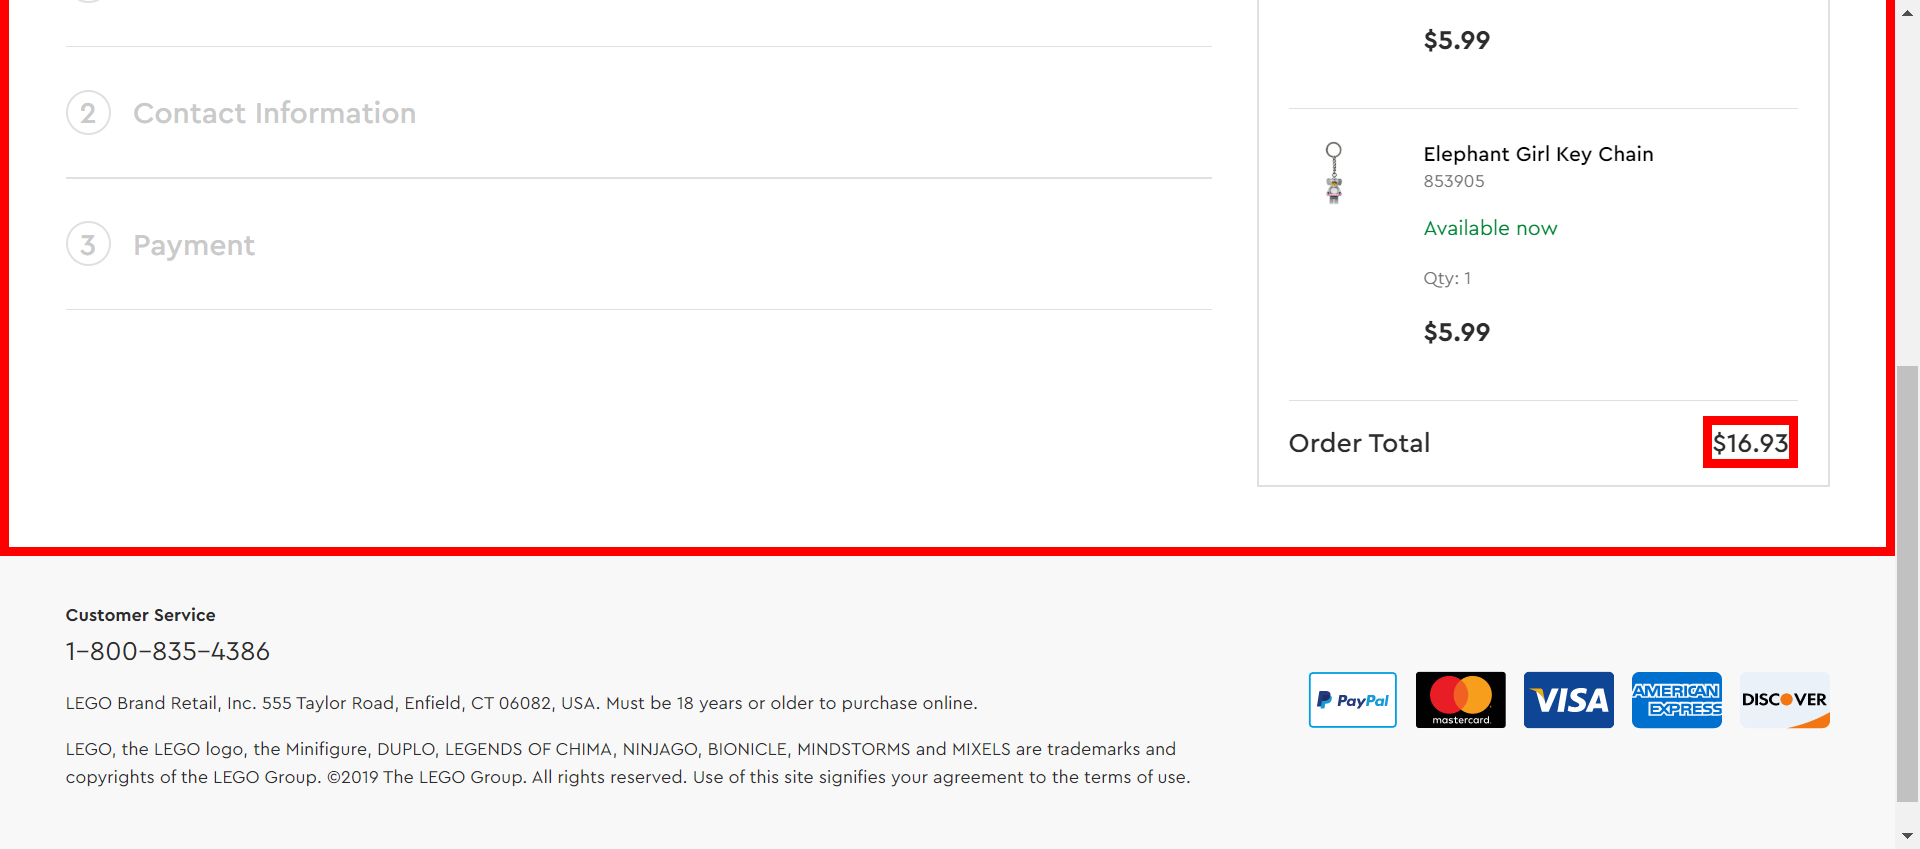 $5.99
2 Contact Information
Elephant Girl Key Chain
853905
Available now
3 Payment
Qty: 1
$5.99
Order Total $16.93
Customer Service
1-800-835-4386
LEGO Brand Retail, Inc. 555 Taylor Road, Enfield, CT 06082, USA. Must be 18 years or older to purchase online.
LEGO, the LEGO logo, the Minifigure, DUPLO, LEGENDS OF CHIMA, NINJAGO, BIONICLE, MINDSTORMS and MIXELS are trademarks and
copyrights of the LEGO Group. ©2019 The LEGO Group. All rights reserved. Use of this site signifies your agreement to the terms of use.
PayPal
mastercard.
VISA
AMERICAN
EXPRESS
DISCOVER